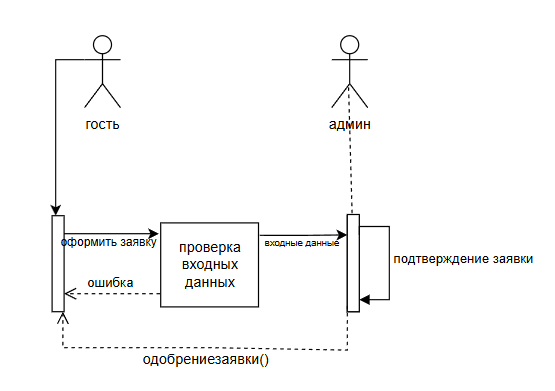 гость
админ
оформить заявку
проверка
входных
данных
входные данные
подтверждение заявки
ошибка
одобрениезаявки()